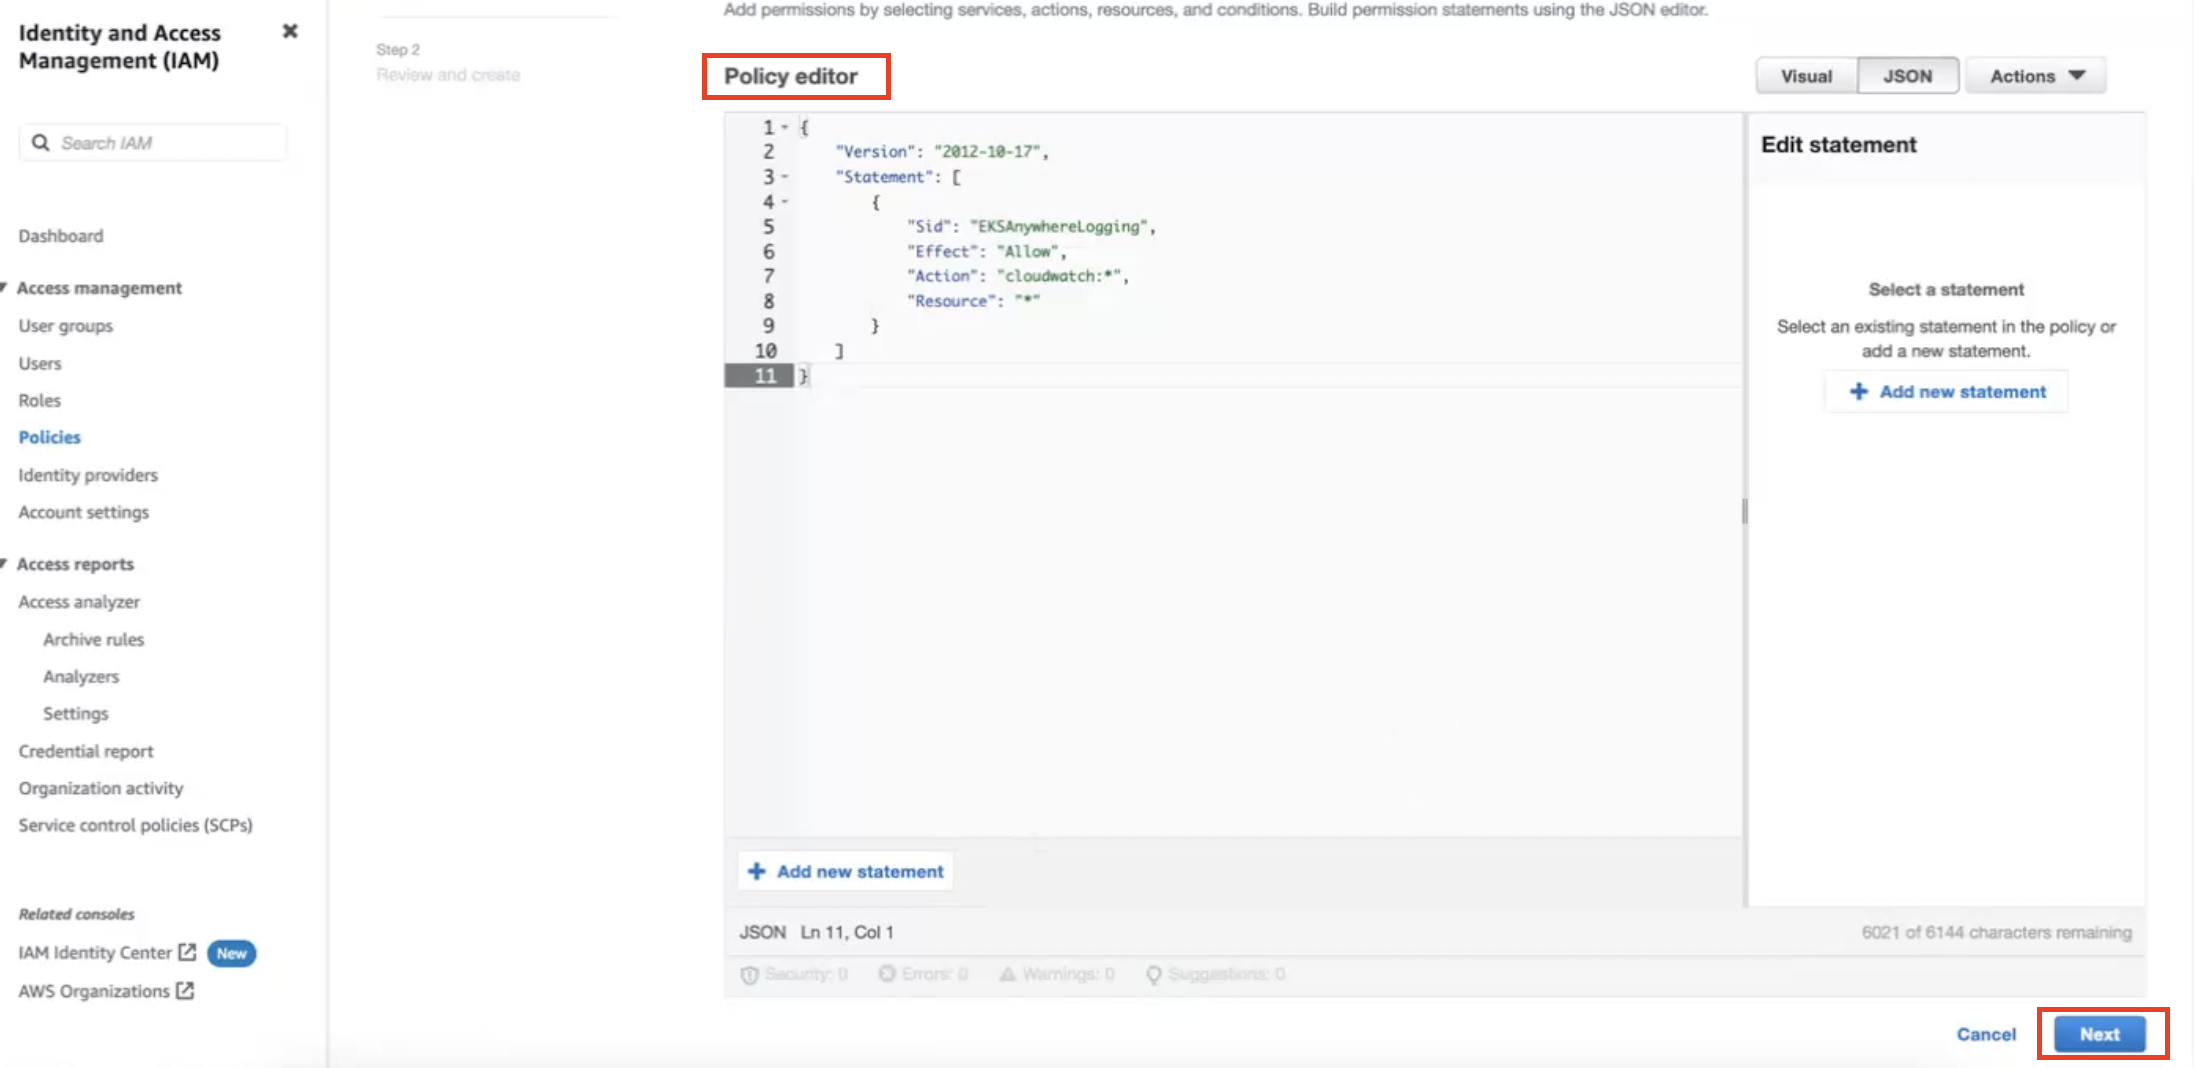 Identity and Access
Management (IAM)
Search IAM
Dashboard
Access management
User groups
Users
Roles
Policies
Identity providers
Account settings
Access reports
Access analyzer
Archive rules
Analyzers
Settings
Credential report
Organization activity
Service control policies (SCPs)
Related consoles
IAM Identity Center New
AWS Organizations
Step 2
Review and create
Add permissions by selecting services, actions, resources, and conditions. Build permission statements using the JSON editor.
Policy editor
Visual JSON Actions
1 {
2 "Version": "2012-10-17",
3 "Statement": [
4 {
5 "Sid": "EKSAnywhereLogging",
6 "Effect": "Allow",
7 "Action": "cloudwatch:*",
8 "Resource": "*"
9 }
10 ]
11 }
Add new statement
JSON Ln 11, Col 1
6021 of 6144 characters remaining
Security: 0 Errors: 0 Warnings: 0 Suggestions: 0
Edit statement
Select a statement
Select an existing statement in the policy or
add a new statement.
Add new statement
Cancel Next